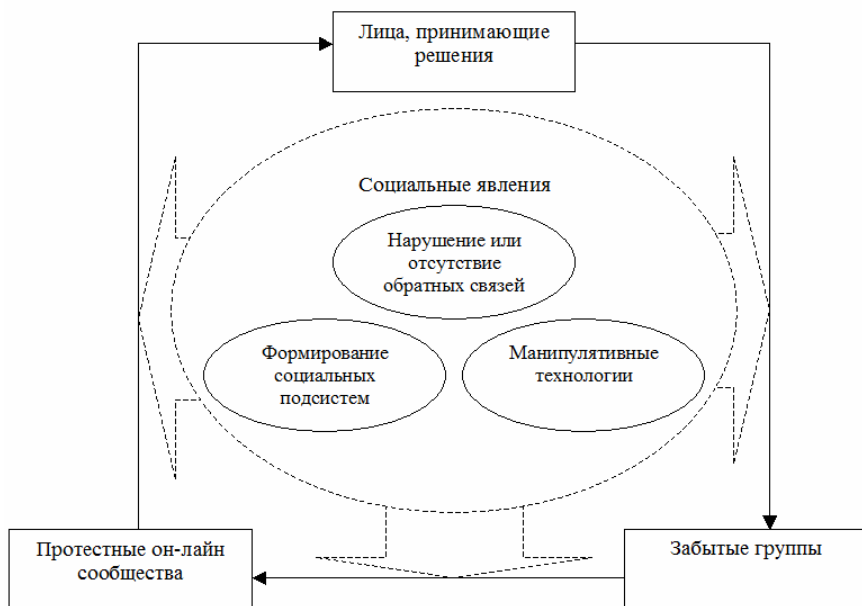 Лица, принимающие
решения
Социальные явления
Нарушение или
отсутствие
обратных связей
Формирование
социальных
подсистем
Манипулятивные
технологии
Протестные он-лайн
сообщества
Забытые группы